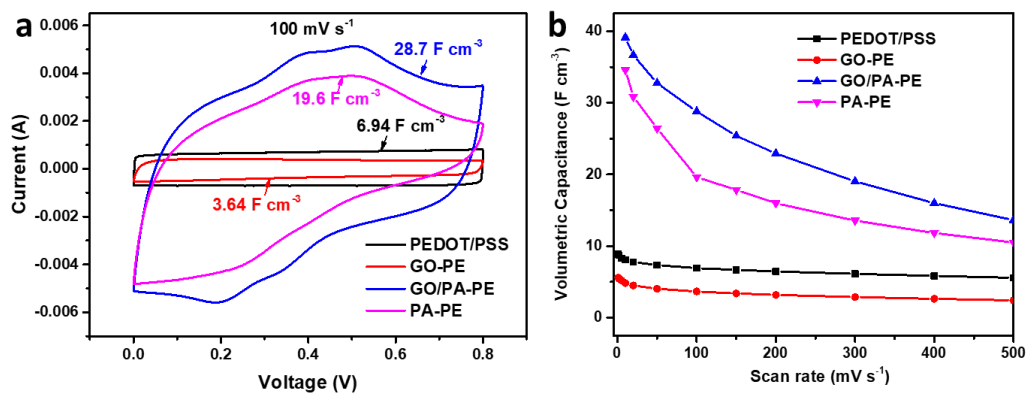 a
100 mV s⁻¹
28.7 F cm⁻³
19.6 F cm⁻³
6.94 F cm⁻³
3.64 F cm⁻³
PEDOT/PSS
GO-PE
GO/PA-PE
PA-PE
0.006
0.004
0.002
0.000
-0.002
-0.004
-0.006
Current (A)
0.0 0.2 0.4 0.6 0.8
Voltage (V)
b
PEDOT/PSS
GO-PE
GO/PA-PE
PA-PE
40
30
20
10
0
Volumetric Capacitance (F cm⁻³)
0 100 200 300 400 500
Scan rate (mV s⁻¹)